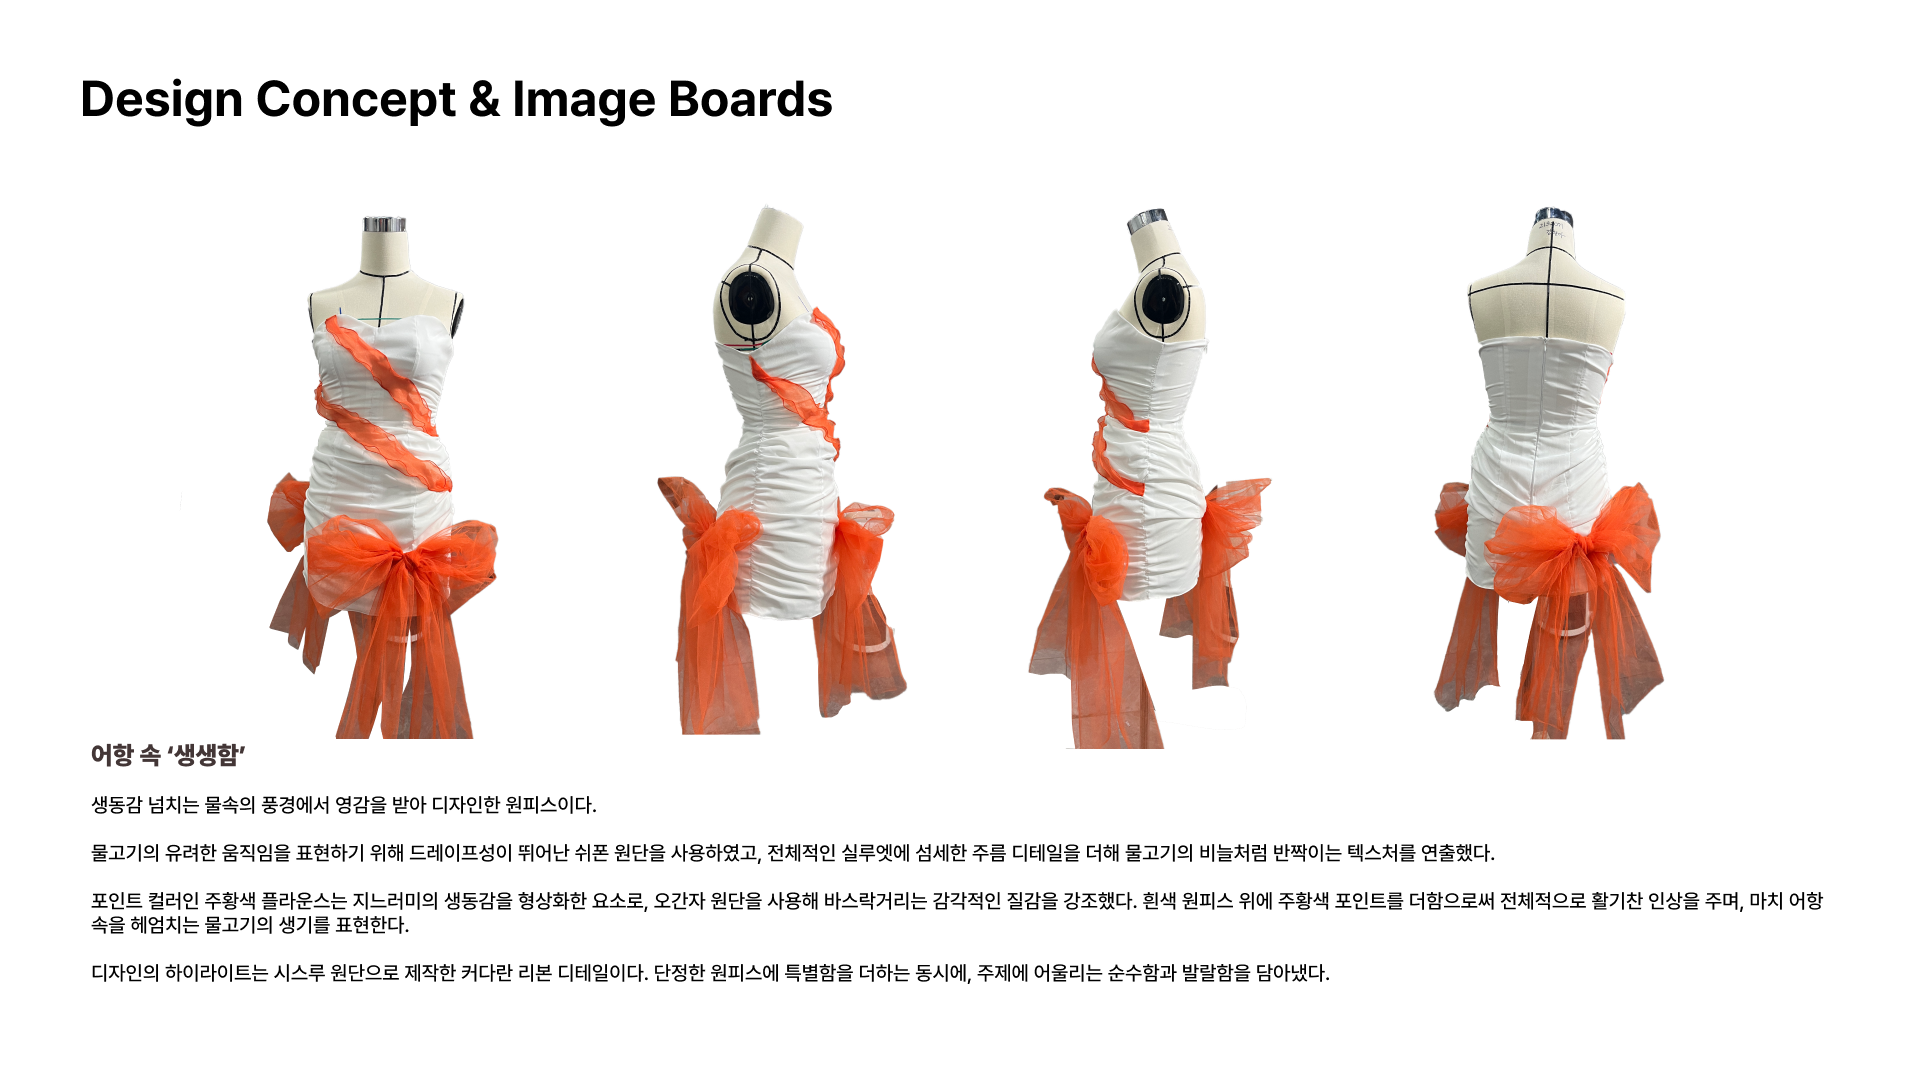 Design Concept & Image Boards
어항 속 ‘생생함’
생동감 넘치는 물속의 풍경에서 영감을 받아 디자인한 원피스이다.
물고기의 유려한 움직임을 표현하기 위해 드레이프성이 뛰어난 쉬폰 원단을 사용하였고, 전체적인 실루엣에 섬세한 주름 디테일을 더해 물고기의 비늘처럼 반짝이는 텍스처를 연출했다.
포인트 컬러인 주황색 플라운스는 지느러미의 생동감을 형상화한 요소로, 오간자 원단을 사용해 바스락거리는 감각적인 질감을 강조했다. 흰색 원피스 위에 주황색 포인트를 더함으로써 전체적으로 활기찬 인상을 주며, 마치 어항
속을 헤엄치는 물고기의 생기를 표현한다.
디자인의 하이라이트는 시스루 원단으로 제작한 커다란 리본 디테일이다. 단정한 원피스에 특별함을 더하는 동시에, 주제에 어울리는 순수함과 발랄함을 담아냈다.